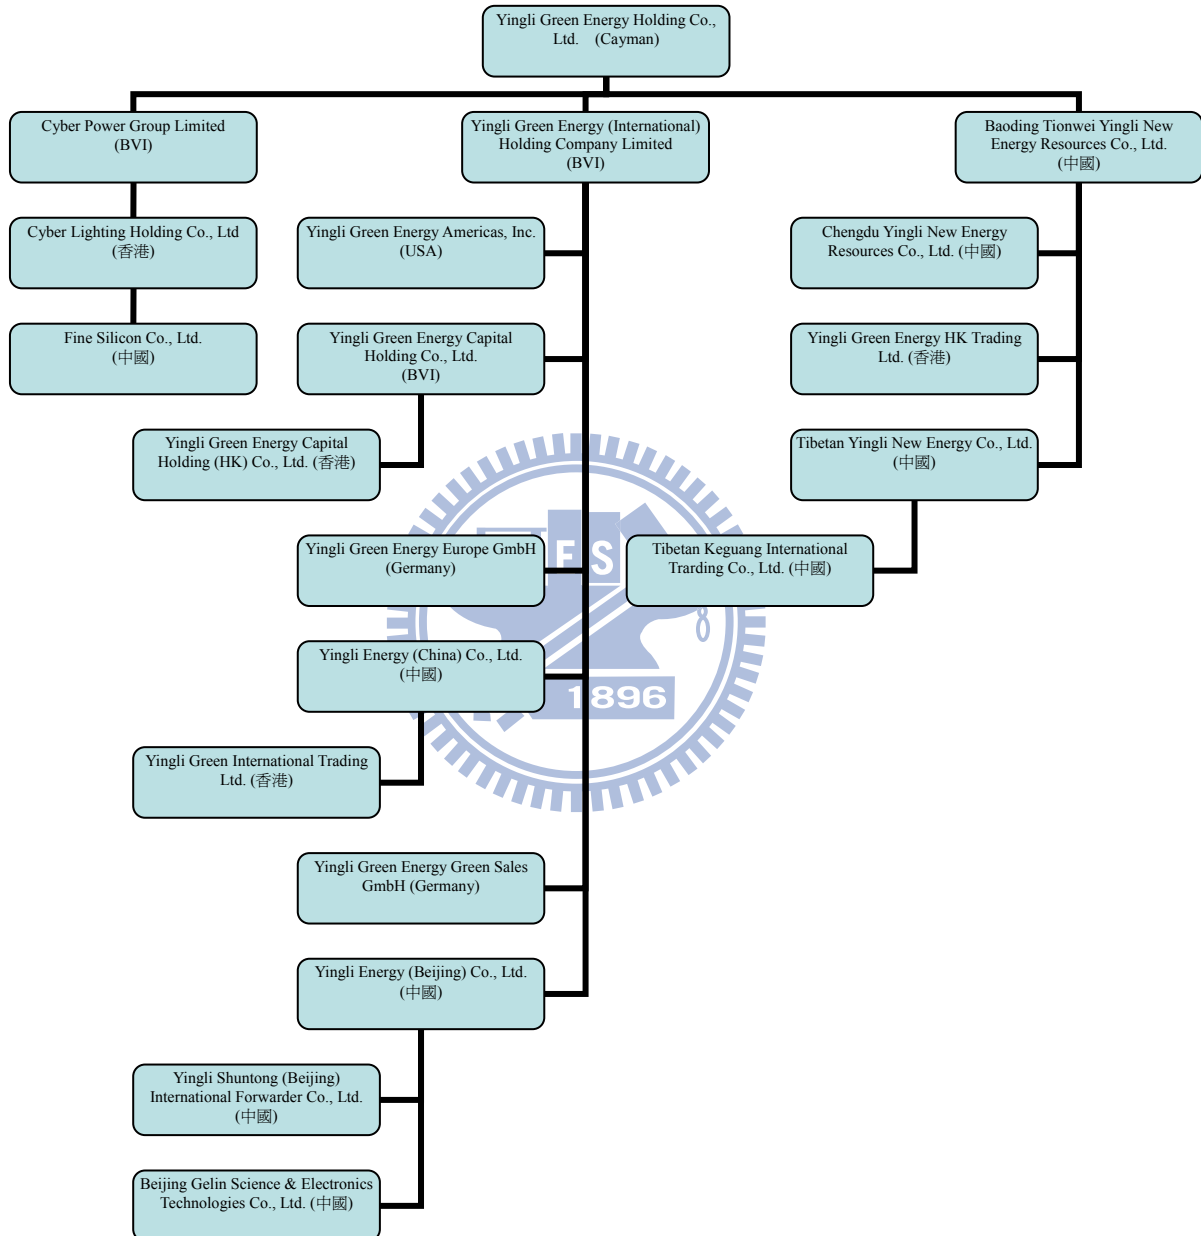 Yingli Green Energy Holding Co.,
Ltd. (Cayman)
Cyber Power Group Limited
(BVI)
Yingli Green Energy (International)
Holding Company Limited
(BVI)
Baoding Tionwei Yingli New
Energy Resources Co., Ltd.
(中國)
Cyber Lighting Holding Co., Ltd
(香港)
Yingli Green Energy Americas, Inc.
(USA)
Chengdu Yingli New Energy
Resources Co., Ltd. (中國)
Fine Silicon Co., Ltd.
(中國)
Yingli Green Energy Capital
Holding Co., Ltd.
(BVI)
Yingli Green Energy HK Trading
Ltd. (香港)
Yingli Green Energy Capital
Holding (HK) Co., Ltd. (香港)
Tibetan Yingli New Energy Co., Ltd.
(中國)
Yingli Green Energy Europe GmbH
(Germany)
Tibetan Keguang International
Trarding Co., Ltd. (中國)
Yingli Energy (China) Co., Ltd.
(中國)
Yingli Green International Trading
Ltd. (香港)
Yingli Green Energy Green Sales
GmbH (Germany)
Yingli Energy (Beijing) Co., Ltd.
(中國)
Yingli Shuntong (Beijing)
International Forwarder Co., Ltd.
(中國)
Beijing Gelin Science & Electronics
Technologies Co., Ltd. (中國)
FS
1896